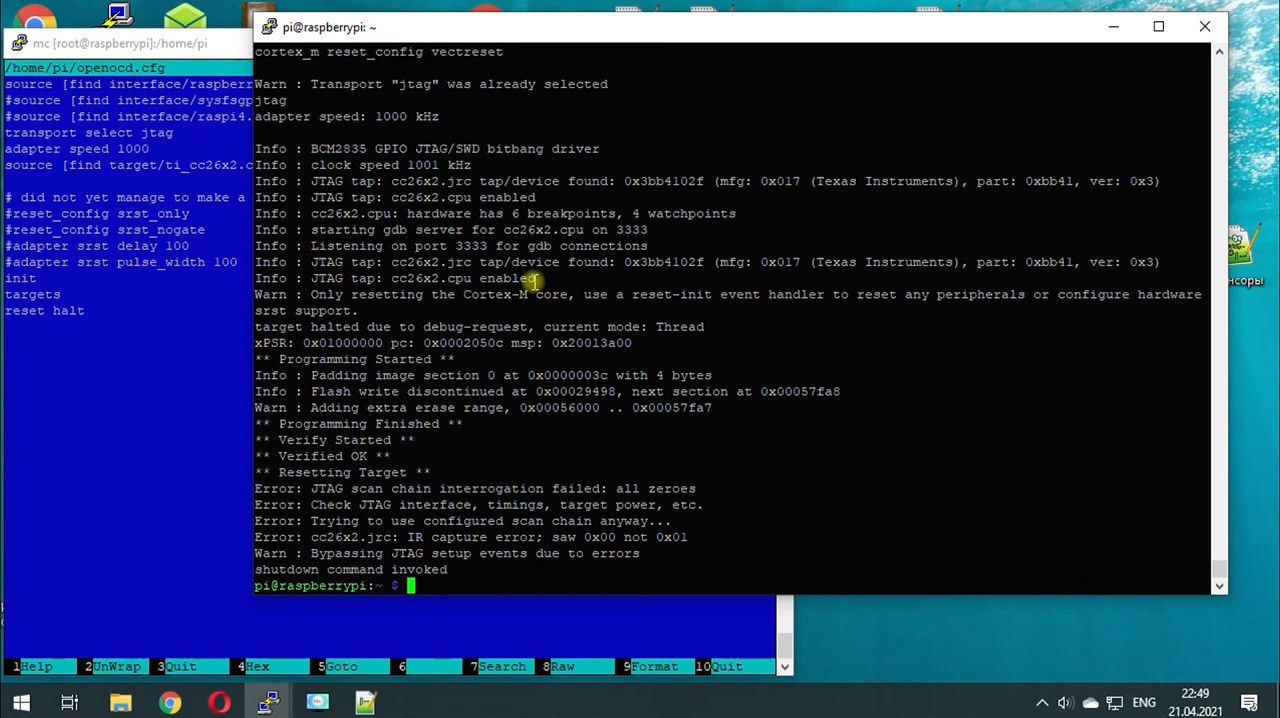 mc [root@raspberrypi]:/home/pi
/home/pi/openocd.cfg
source [find interface/raspberr
#source [find interface/sysfsgp
#source [find interface/raspi4.
transport select jtag
adapter speed 1000
source [find target/ti_cc26x2.c
# did not yet manage to make a
#reset_config srst_only
#reset_config srst_nogate
#adapter srst delay 100
#adapter srst pulse_width 100
init
targets
reset halt
1Help 2UnWrap 3Quit 4Hex 5Goto 6 7Search 8Raw 9Format 10Quit
pi@raspberrypi: ~
cortex_m reset_config vectreset
Warn : Transport "jtag" was already selected
jtag
adapter speed: 1000 kHz
Info : BCM2835 GPIO JTAG/SWD bitbang driver
Info : clock speed 1001 kHz
Info : JTAG tap: cc26x2.jrc tap/device found: 0x3bb4102f (mfg: 0x017 (Texas Instruments), part: 0xbb41, ver: 0x3)
Info : JTAG tap: cc26x2.cpu enabled
Info : cc26x2.cpu: hardware has 6 breakpoints, 4 watchpoints
Info : starting gdb server for cc26x2.cpu on 3333
Info : Listening on port 3333 for gdb connections
Info : JTAG tap: cc26x2.jrc tap/device found: 0x3bb4102f (mfg: 0x017 (Texas Instruments), part: 0xbb41, ver: 0x3)
Info : JTAG tap: cc26x2.cpu enabled
Warn : Only resetting the Cortex-M core, use a reset-init event handler to reset any peripherals or configure hardware
srst support.
target halted due to debug-request, current mode: Thread
xPSR: 0x01000000 pc: 0x0002050c msp: 0x20013a00
** Programming Started **
Info : Padding image section 0 at 0x0000003c with 4 bytes
Info : Flash write discontinued at 0x00029498, next section at 0x00057fa8
Warn : Adding extra erase range, 0x00056000 .. 0x00057fa7
** Programming Finished **
** Verify Started **
** Verified OK **
** Resetting Target **
Error: JTAG scan chain interrogation failed: all zeroes
Error: Check JTAG interface, timings, target power, etc.
Error: Trying to use configured scan chain anyway...
Error: cc26x2.jrc: IR capture error; saw 0x00 not 0x01
Warn : Bypassing JTAG setup events due to errors
shutdown command invoked
pi@raspberrypi:~ $
нсоры
ENG
22:49
21.04.2021